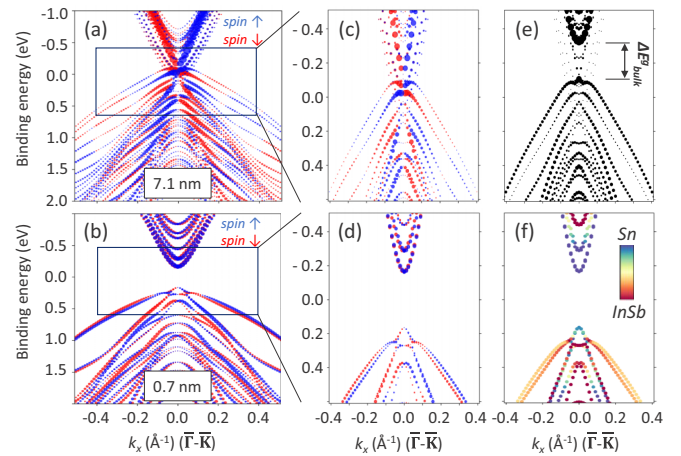 (a)
spin ↑
spin ↓
7.1 nm
(c)
(e)
ΔE^g_bulk
Binding energy (eV)
-1.0
-0.5
0.0
0.5
1.0
1.5
2.0
- 0.4
- 0.2
0.0
0.2
0.4
(b)
spin ↑
spin ↓
0.7 nm
(d)
(f)
Sn
InSb
Binding energy (eV)
-1.0
-0.5
0.0
0.5
1.0
1.5
- 0.4
- 0.2
0.0
0.2
0.4
-0.4 -0.2 0.0 0.2 0.4
-0.4 -0.2 0.0 0.2 0.4
-0.4 -0.2 0.0 0.2 0.4
kₓ (Å⁻¹) (Γ̅-K̅)
kₓ (Å⁻¹) (Γ̅-K̅)
kₓ (Å⁻¹) (Γ̅-K̅)